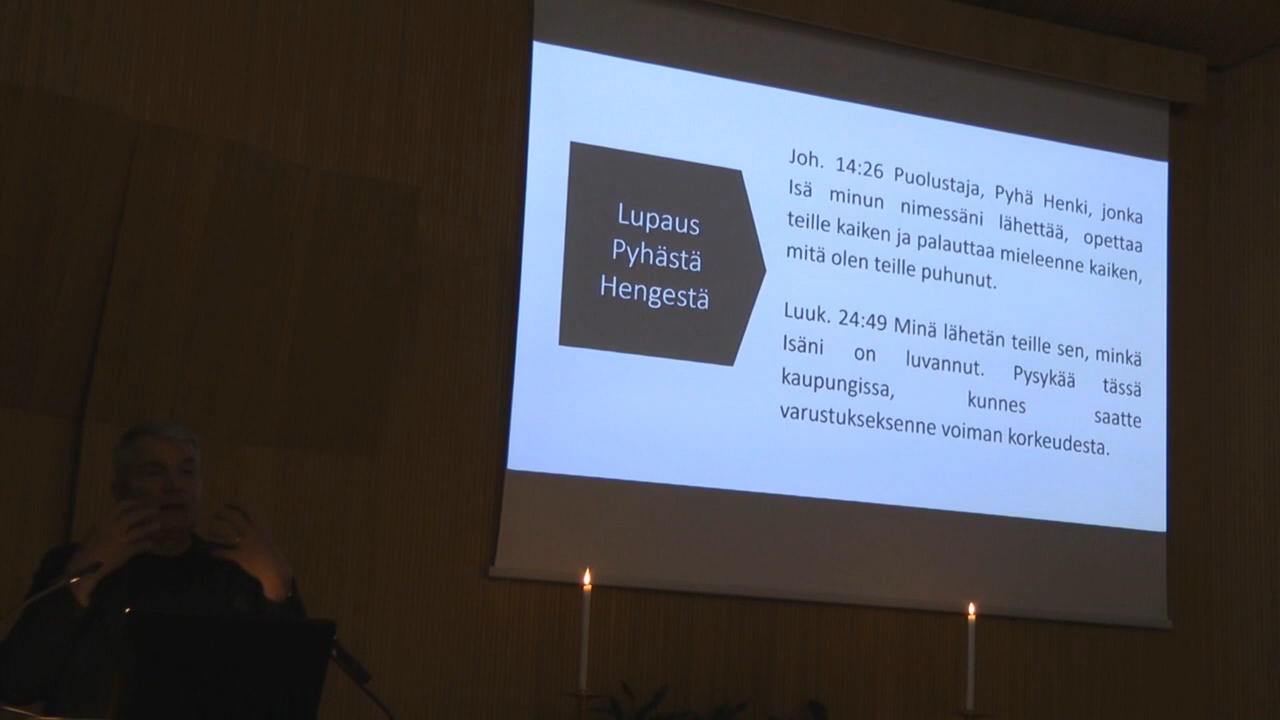 Lupaus
Pyhästä
Hengestä
Joh. 14:26 Puolustaja, Pyhä Henki, jonka
Isä minun nimessäni lähettää, opettaa
teille kaiken ja palauttaa mieleenne kaiken,
mitä olen teille puhunut.
Luuk. 24:49 Minä lähetän teille sen, minkä
Isäni on luvannut. Pysykää tässä
kaupungissa, kunnes saatte
varustukseksenne voiman korkeudesta.